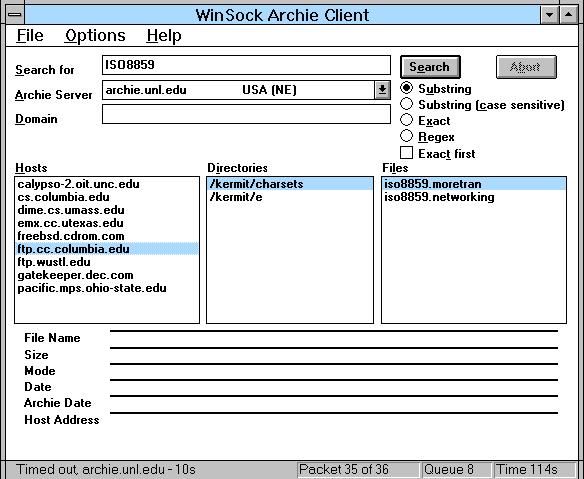 WinSock Archie Client
File Options Help
Search for ISO8859 Search Abort
Archie Server archie.unl.edu USA (NE) Substring
Domain Substring (case sensitive)
Exact
Regex
Exact first
Hosts Directories Files
calypso-2.oit.unc.edu /kermit/charsets iso8859.moretran
cs.columbia.edu /kermit/e iso8859.networking
dime.cs.umass.edu
emx.cc.utexas.edu
freebsd.cdrom.com
ftp.cc.columbia.edu
ftp.wustl.edu
gatekeeper.dec.com
pacific.mps.ohio-state.edu
File Name
Size
Mode
Date
Archie Date
Host Address
Timed out, archie.unl.edu - 10s Packet 35 of 36 Queue 8 Time 114s